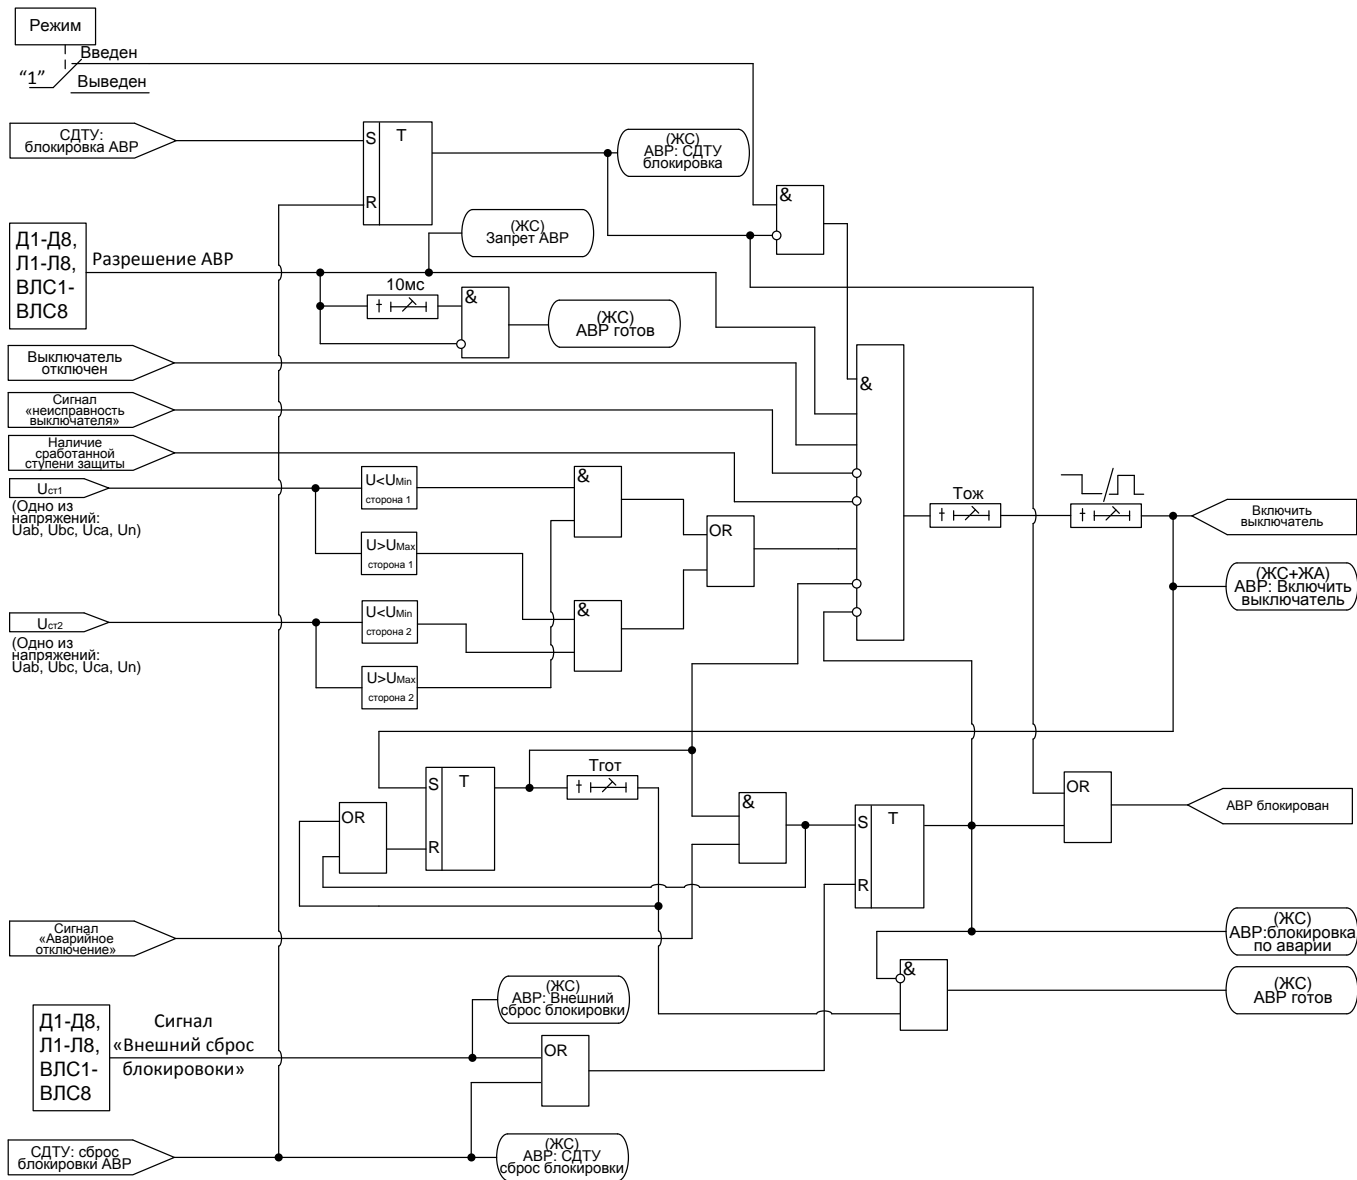 Режим
Введен
"1"
Выведен
СДТУ:
блокировка АВР
S
T
R
(ЖС)
АВР: СДТУ
блокировка
&
Д1-Д8,
Л1-Л8,
ВЛС1-
ВЛС8
Разрешение АВР
(ЖС)
Запрет АВР
10мс
&
(ЖС)
АВР готов
Выключатель
отключен
&
Сигнал
«неисправность
выключателя»
Наличие
сработанной
ступени защиты
Uст1
(Одно из
напряжений:
Uab, Ubc, Uca, Un)
U<UMin
сторона 1
&
U>UMax
сторона 1
OR
Тож
Включить
выключатель
(ЖС+ЖА)
АВР: Включить
выключатель
Uст2
(Одно из
напряжений:
Uab, Ubc, Uca, Un)
U<UMin
сторона 2
&
U>UMax
сторона 2
Тгот
S
T
R
OR
&
S
T
R
OR
АВР блокирован
Сигнал
«Аварийное
отключение»
(ЖС)
АВР:блокировка
по аварии
&
(ЖС)
АВР готов
Д1-Д8,
Л1-Л8,
ВЛС1-
ВЛС8
Сигнал
«Внешний сброс
блокировоки»
(ЖС)
АВР: Внешний
сброс блокировки
OR
СДТУ: сброс
блокировки АВР
(ЖС)
АВР: СДТУ
сброс блокировки